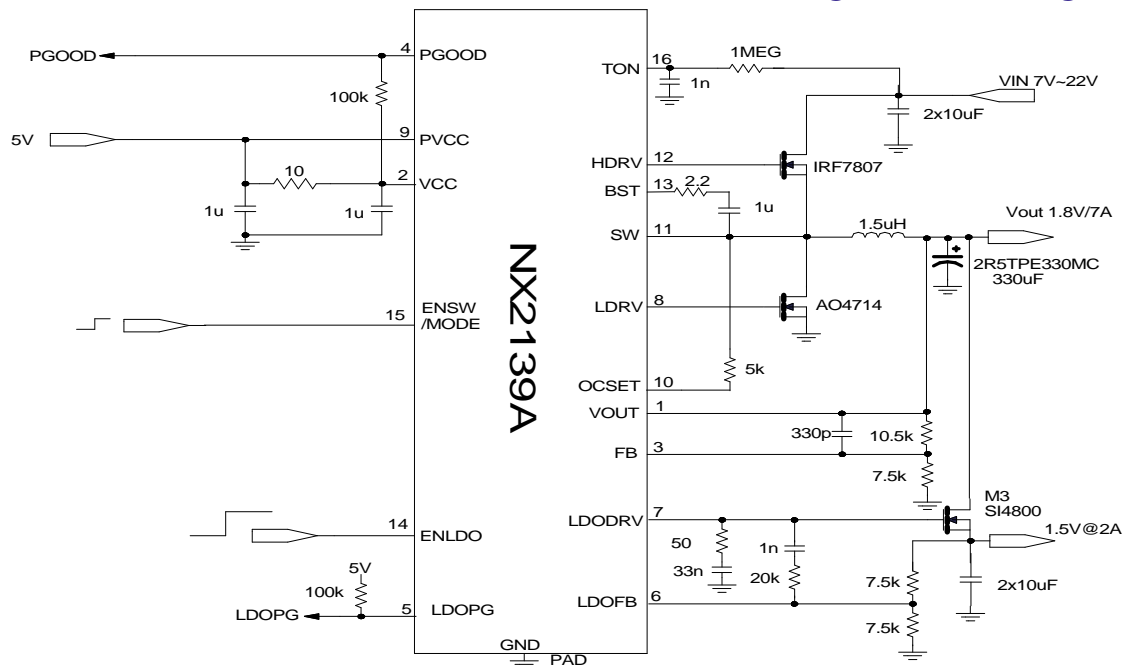 4
PGOOD
PGOOD
100k
5V
9
PVCC
10
2
VCC
1u
1u
15
ENSW
/MODE
14
ENLDO
5V
100k
LDOPG
5
LDOPG
NX2139A
GND
PAD
TON
16
1MEG
1n
VIN 7V~22V
2x10uF
HDRV
12
IRF7807
BST
13
2.2
1u
SW
11
1.5uH
Vout 1.8V/7A
+
2R5TPE330MC
330uF
LDRV
8
AO4714
5k
OCSET
10
VOUT
1
330p
10.5k
FB
3
7.5k
M3
SI4800
LDODRV
7
1.5V@2A
50
1n
33n
20k
7.5k
2x10uF
LDOFB
6
7.5k